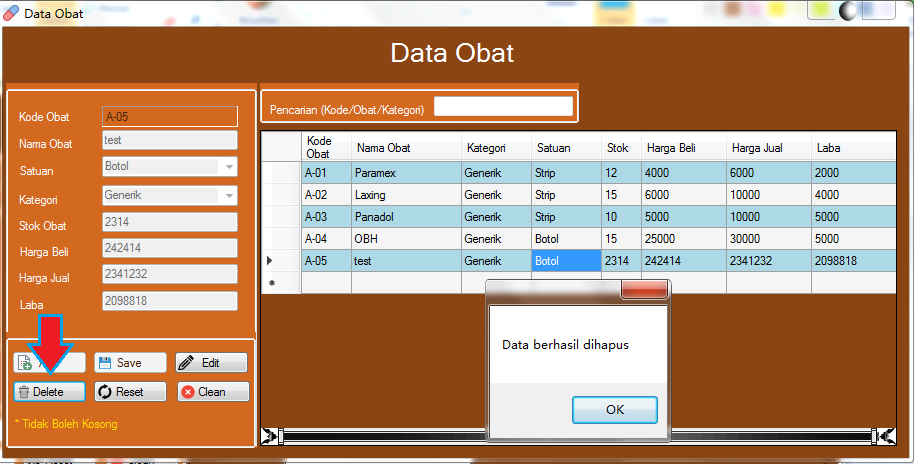 Data Obat
Data Obat
Kode Obat A-05
Nama Obat test
Satuan Botol
Kategori Generik
Stok Obat 2314
Harga Beli 242414
Harga Jual 2341232
Laba 2098818
Save
Edit
Delete
Reset
Clean
* Tidak Boleh Kosong
Pencarian (Kode/Obat/Kategori)
Kode Obat Nama Obat Kategori Satuan Stok Harga Beli Harga Jual Laba
A-01 Paramex Generik Strip 12 4000 6000 2000
A-02 Laxing Generik Strip 15 6000 10000 4000
A-03 Panadol Generik Strip 10 5000 10000 5000
A-04 OBH Generik Botol 15 25000 30000 5000
A-05 test Generik Botol 2314 242414 2341232 2098818
*
Data berhasil dihapus
OK